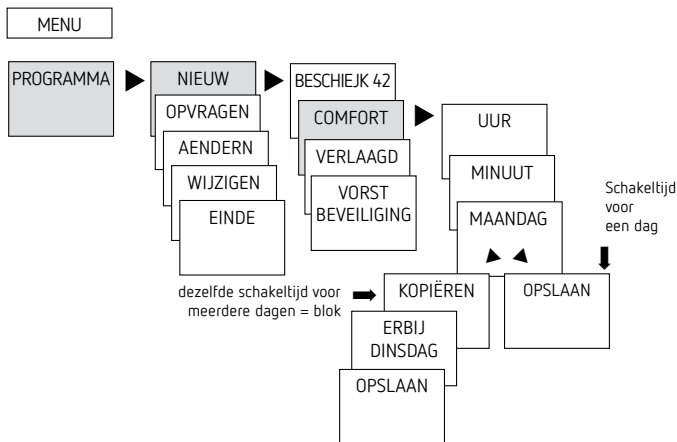 MENU
PROGRAMMA
NIEUW
OPVRAGEN
AENDERN
WIJZIGEN
EINDE
BESCHIEJK 42
COMFORT
VERLAAGD
VORST
BEVEILIGING
UUR
MINUUT
MAANDAG
Schakeltijd
voor
een dag
dezelfde schakeltijd voor
meerdere dagen = blok
KOPIËREN
ERBIJ
DINSDAG
OPSLAAN
OPSLAAN